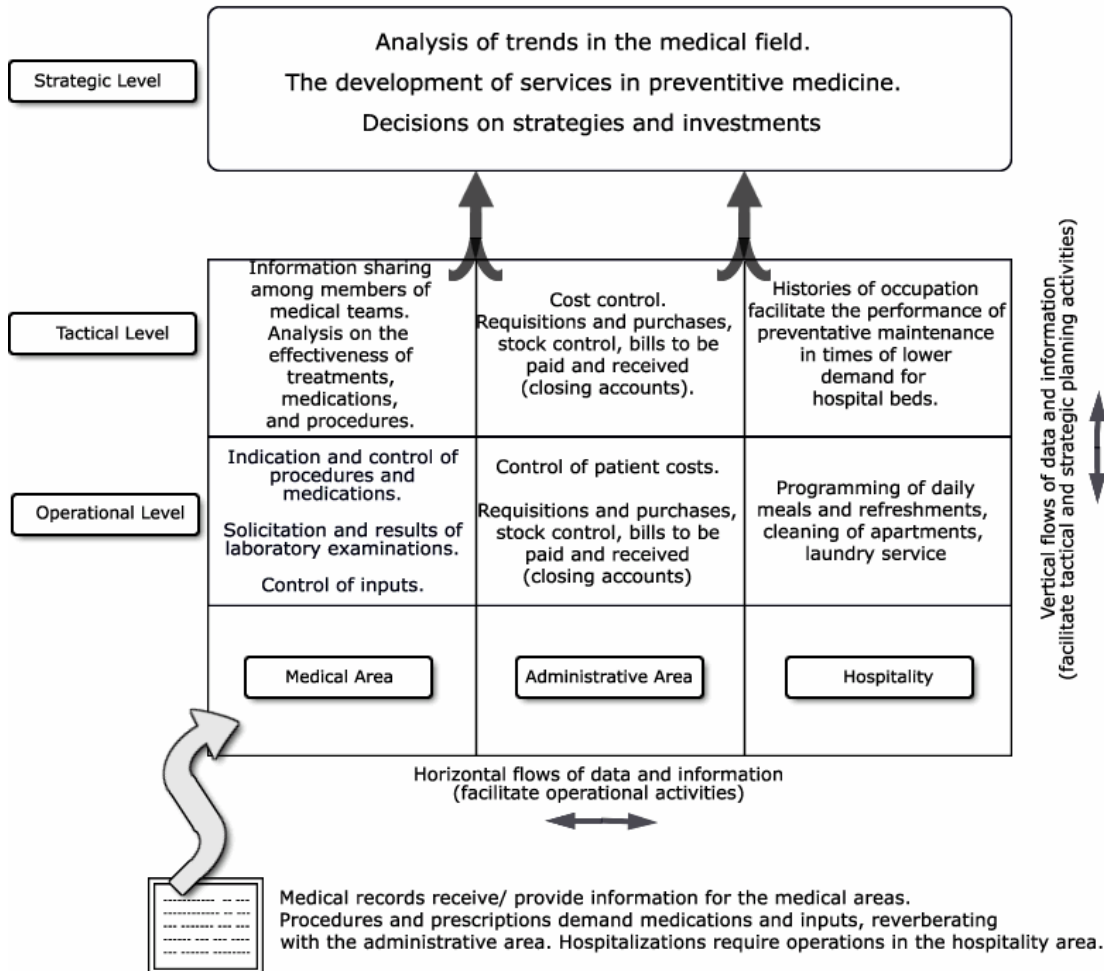 Strategic Level
Analysis of trends in the medical field.
The development of services in preventitive medicine.
Decisions on strategies and investments
Tactical Level
Information sharing
among members of
medical teams.
Analysis on the
effectiveness of
treatments,
medications,
and procedures.
Cost control.
Requisitions and purchases,
stock control, bills to be
paid and received
(closing accounts).
Histories of occupation
facilitate the performance of
preventative maintenance
in times of lower
demand for
hospital beds.
Operational Level
Indication and control of
procedures and
medications.
Solicitation and results of
laboratory examinations.
Control of inputs.
Control of patient costs.
Requisitions and purchases,
stock control, bills to be
paid and received
(closing accounts)
Programming of daily
meals and refreshments,
cleaning of apartments,
laundry service
Medical Area
Administrative Area
Hospitality
Vertical flows of data and information
(facilitate tactical and strategic planning activities)
Horizontal flows of data and information
(facilitate operational activities)
Medical records receive/ provide information for the medical areas.
Procedures and prescriptions demand medications and inputs, reverberating
with the administrative area. Hospitalizations require operations in the hospitality area.